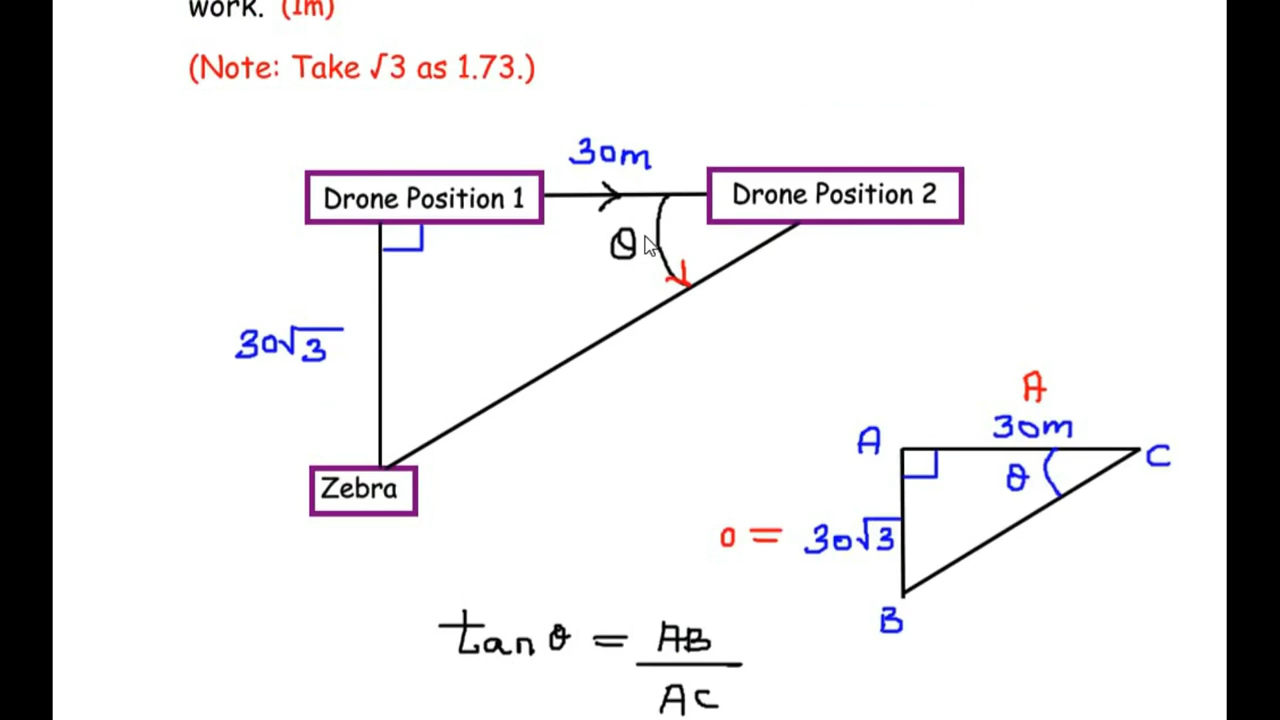 work. (1m)
(Note: Take √3 as 1.73.)
30m
Drone Position 1
Drone Position 2
θ
30√3
Zebra
A
30m
A
C
θ
o = 30√3
B
tan θ = AB
AC